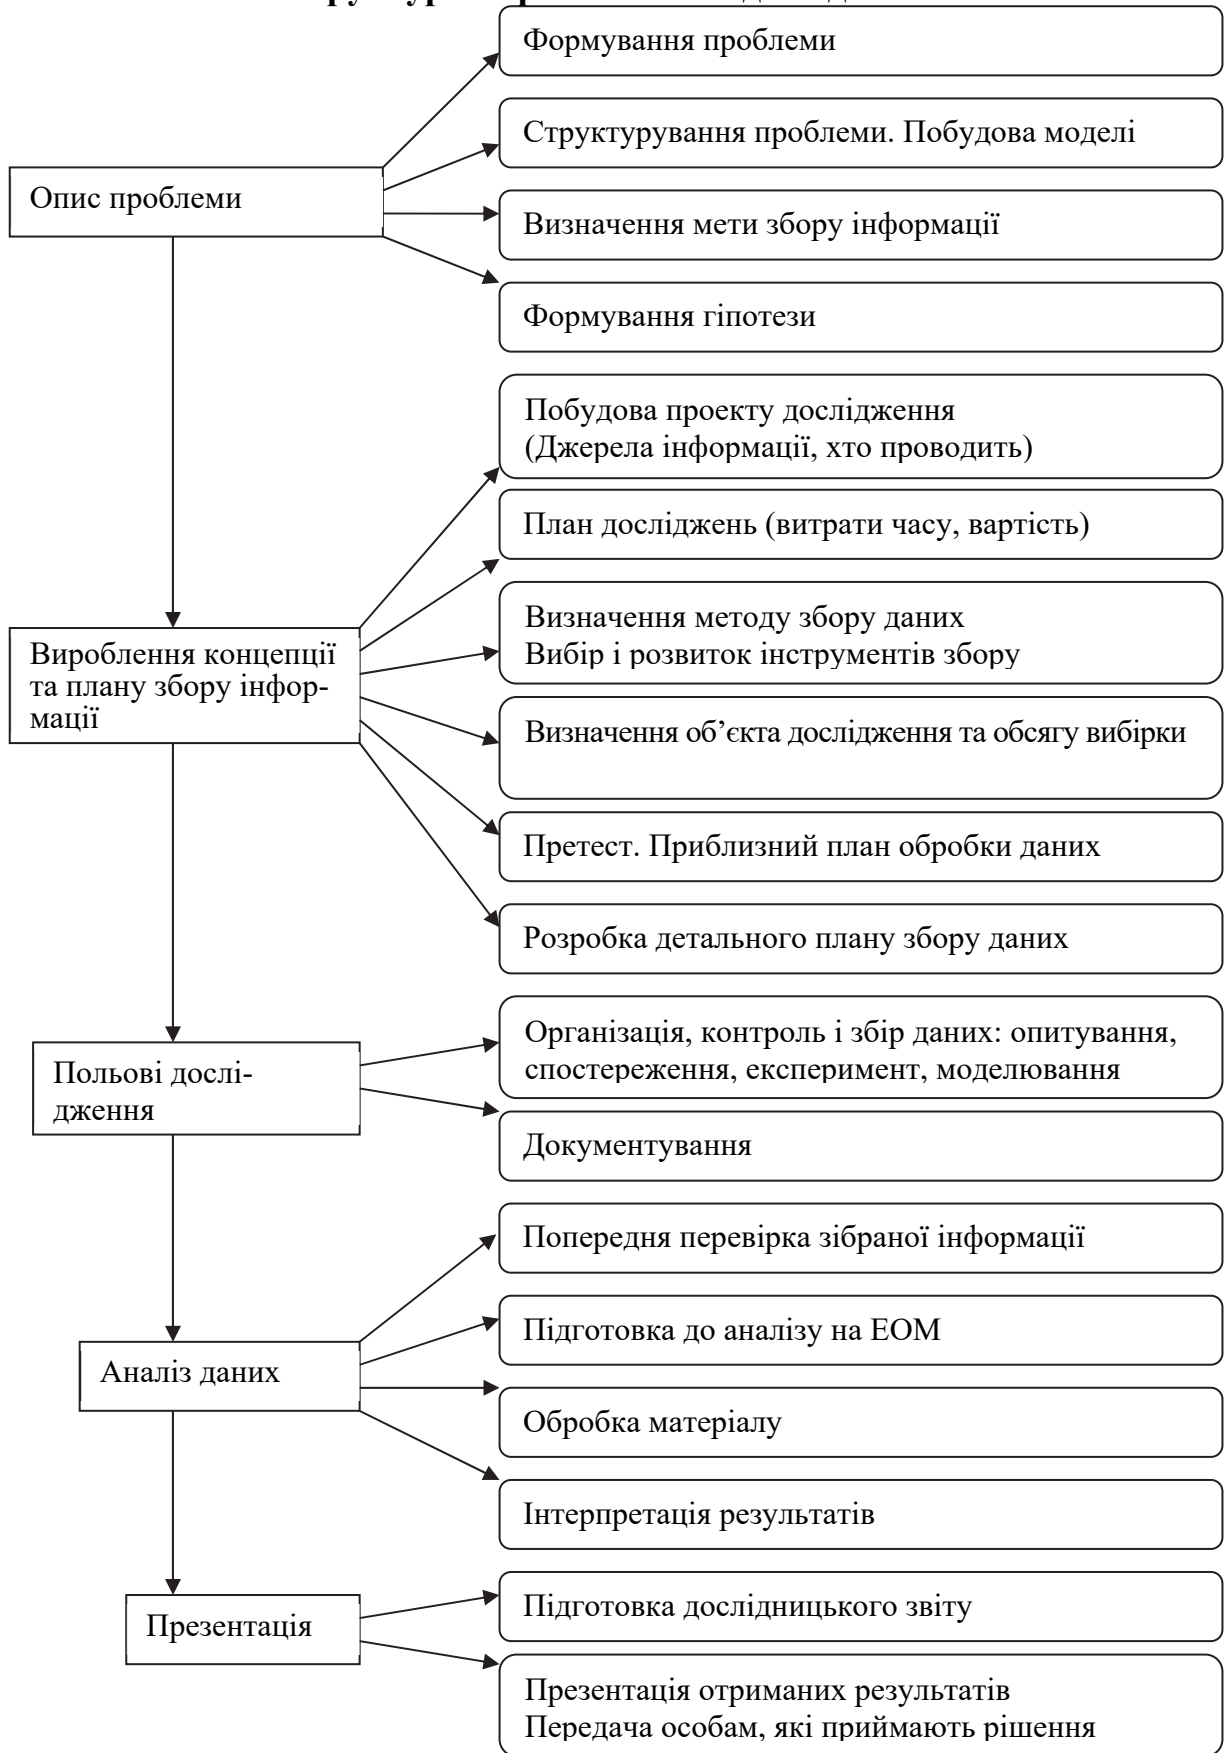 Формування проблеми
Структурування проблеми. Побудова моделі
Опис проблеми
Визначення мети збору інформації
Формування гіпотези
Побудова проекту дослідження
(Джерела інформації, хто проводить)
План досліджень (витрати часу, вартість)
Визначення методу збору даних
Вибір і розвиток інструментів збору
Вироблення концепції
та плану збору інфор-
мації
Визначення об’єкта дослідження та обсягу вибірки
Претест. Приблизний план обробки даних
Розробка детального плану збору даних
Організація, контроль і збір даних: опитування,
спостереження, експеримент, моделювання
Польові дослі-
дження
Документування
Попередня перевірка зібраної інформації
Підготовка до аналізу на ЕОМ
Аналіз даних
Обробка матеріалу
Інтерпретація результатів
Підготовка дослідницького звіту
Презентація
Презентація отриманих результатів
Передача особам, які приймають рішення